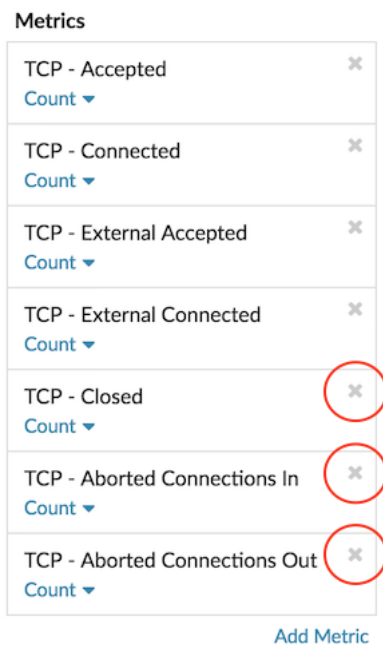 Metrics
TCP - Accepted
Count
TCP - Connected
Count
TCP - External Accepted
Count
TCP - External Connected
Count
TCP - Closed
Count
TCP - Aborted Connections In
Count
TCP - Aborted Connections Out
Count
Add Metric